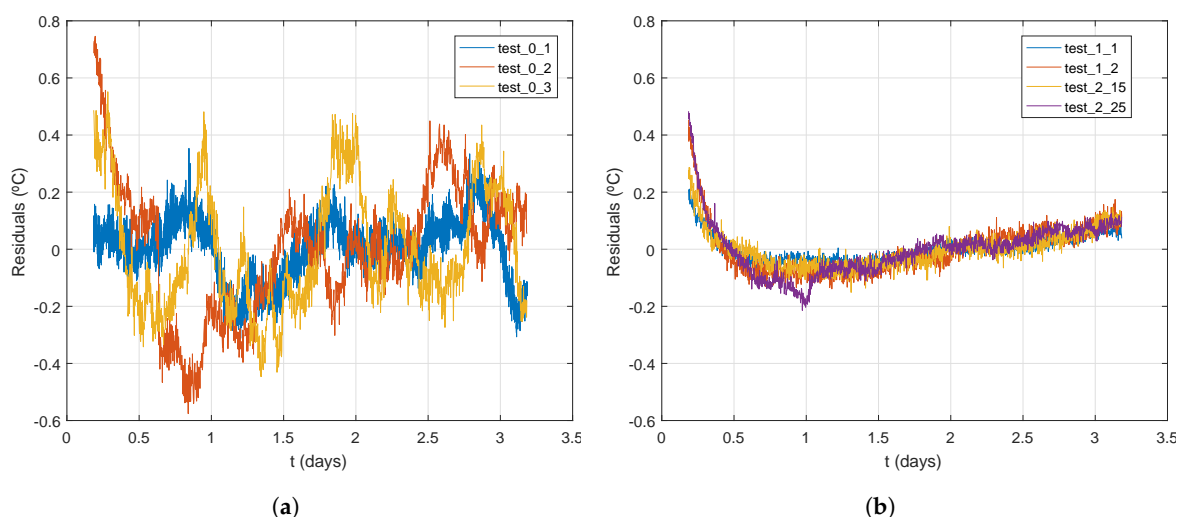 0.8
0.6
0.4
0.2
0
-0.2
-0.4
-0.6
0
0.5
1
1.5
2
2.5
3
3.5
Residuals (ºC)
t (days)
test_0_1
test_0_2
test_0_3
(a)
0.8
0.6
0.4
0.2
0
-0.2
-0.4
-0.6
0
0.5
1
1.5
2
2.5
3
3.5
Residuals (ºC)
t (days)
test_1_1
test_1_2
test_2_15
test_2_25
(b)